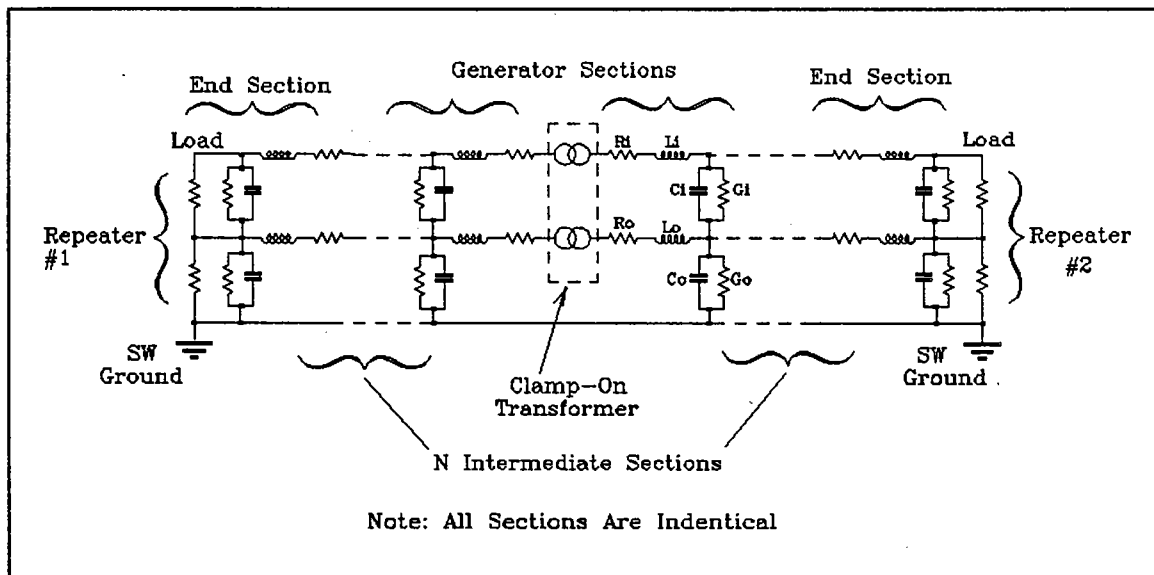 Generator Sections
End Section
End Section
Load
Load
Ri
Li
Ci
Gi
Ro
Lo
Repeater
#1
Repeater
#2
Co
Go
SW
Ground
SW
Ground
Clamp-On
Transformer
N Intermediate Sections
Note: All Sections Are Indentical